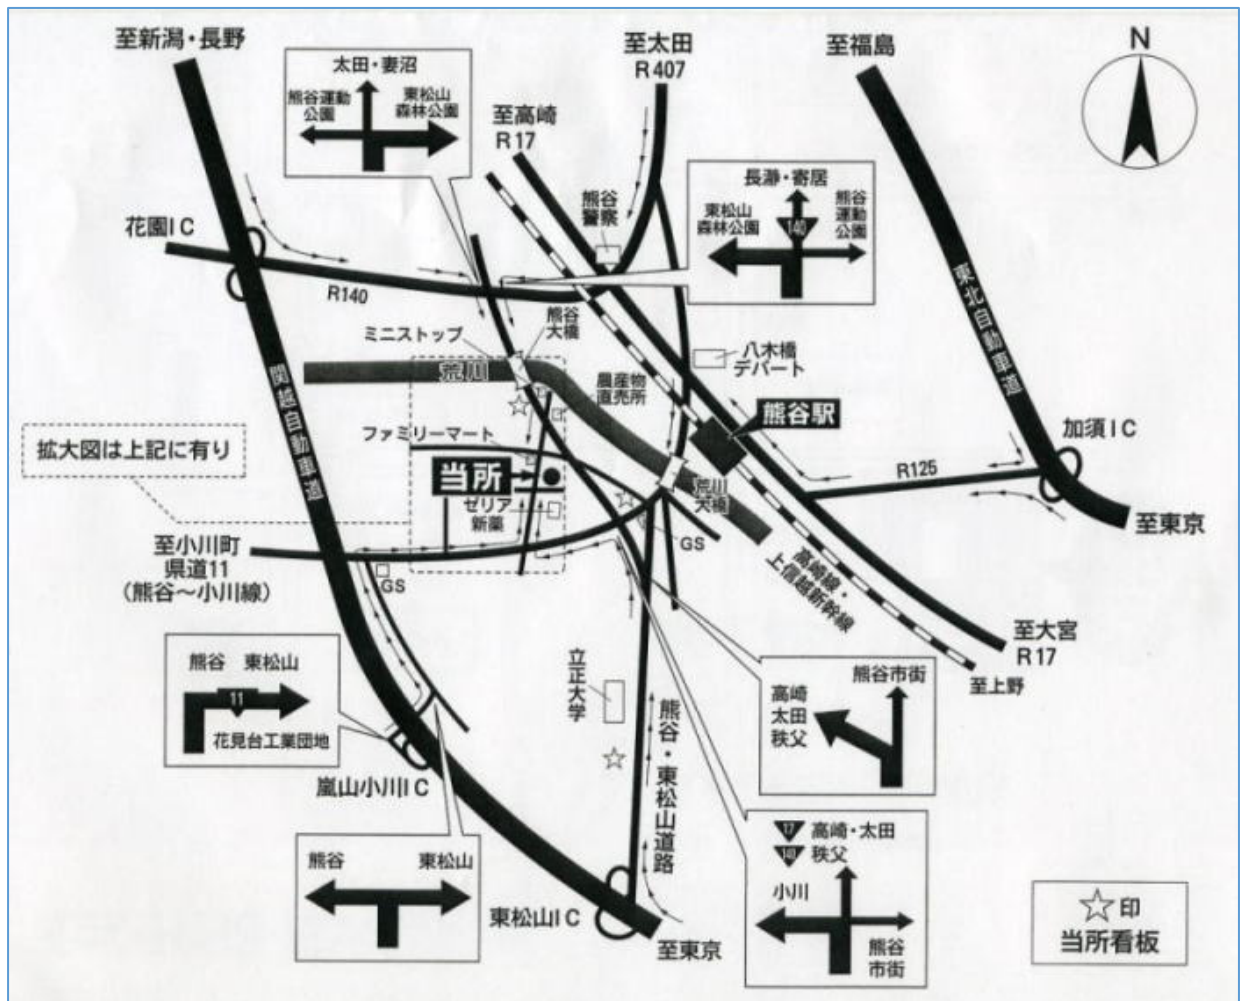 至新潟・長野
太田・妻沼
熊谷運動
公園
東松山
森林公園
至太田
R407
至福島
N
至高崎
R17
熊谷
警察
長瀞・寄居
東松山
森林公園
140
熊谷
運動
公園
花園IC
R140
ミニストップ
熊谷
大橋
荒川
農産物
直売所
八木橋
デパート
東北自動車道
関越自動車道
ファミリーマート
熊谷駅
加須IC
拡大図は上記に有り
当所
R125
ゼリア
新薬
荒川
大橋
至東京
GS
至小川町
県道11
(熊谷〜小川線)
GS
高崎線・
上信越新幹線
至大宮
R17
至上野
熊谷 東松山
11
花見台工業団地
立正大学
熊谷・東松山道路
熊谷市街
高崎
太田
秩父
嵐山小川IC
熊谷 東松山
17 高崎・太田
140 秩父
小川
熊谷
市街
東松山IC
至東京
☆印
当所看板